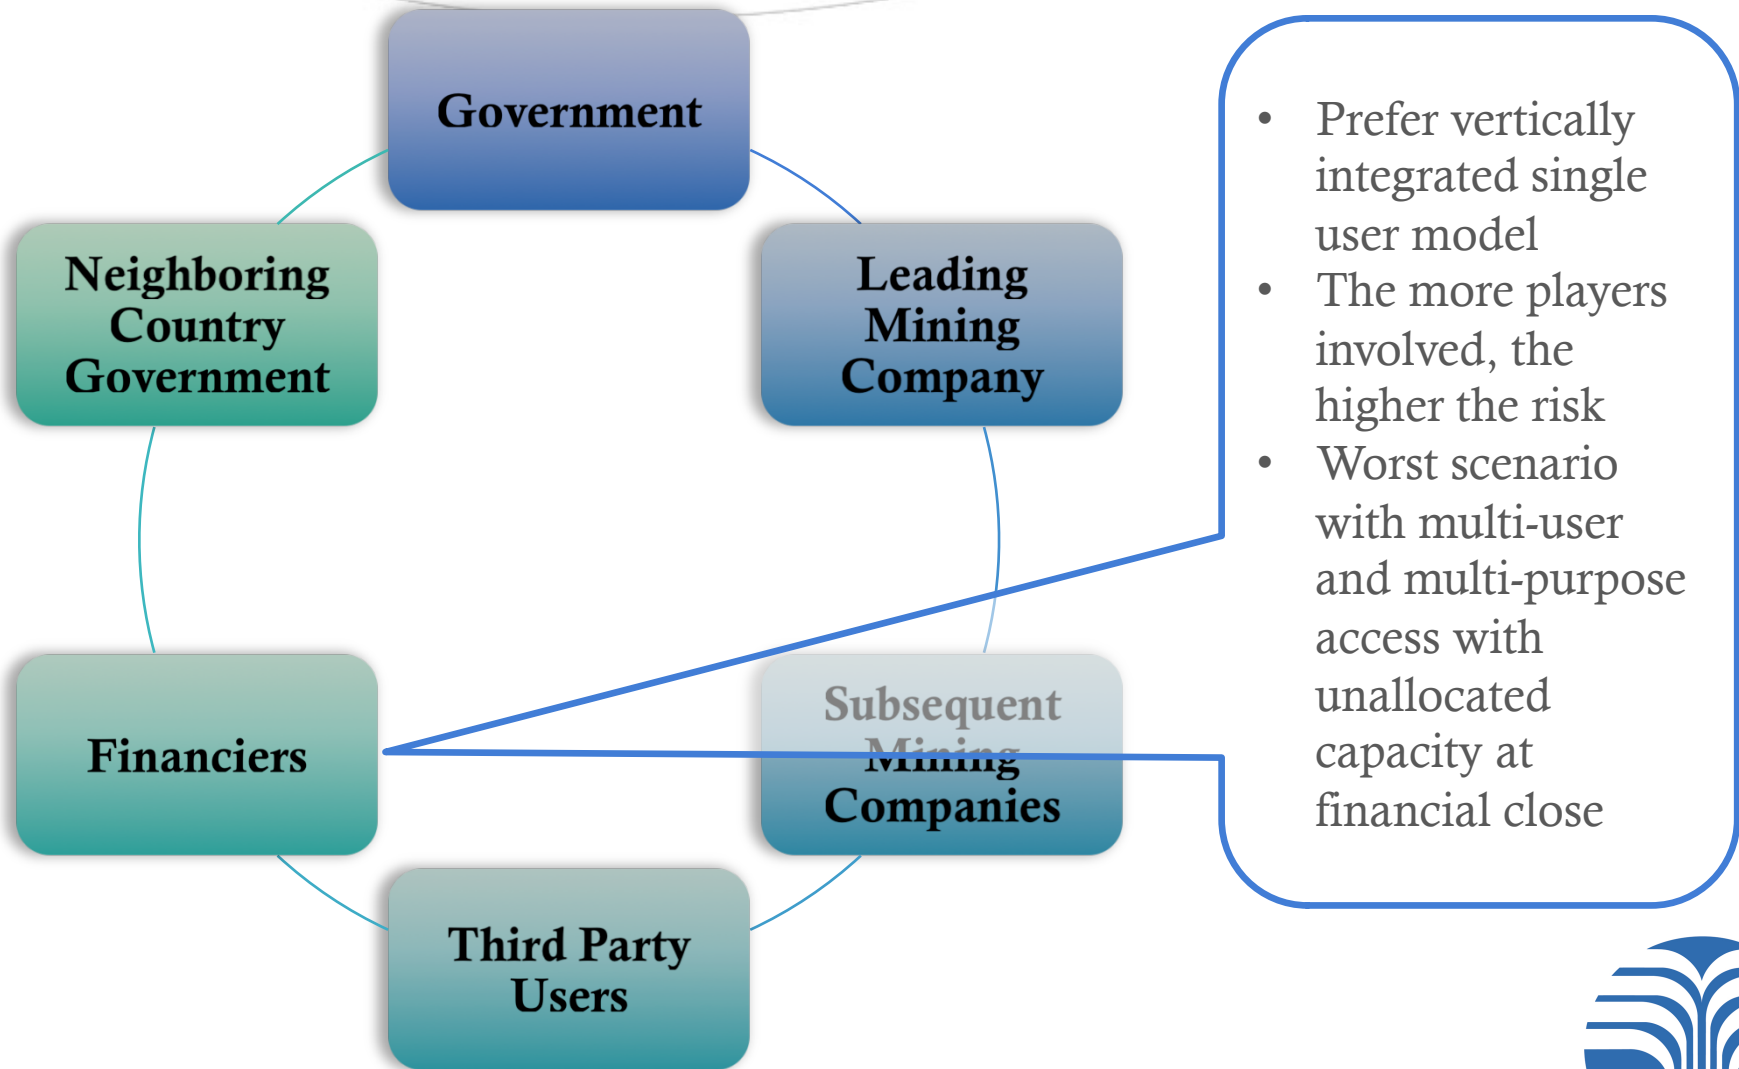 Government
Neighboring
Country
Government
Leading
Mining
Company
Financiers
Subsequent
Mining
Companies
Third Party
Users
• Prefer vertically
integrated single
user model
• The more players
involved, the
higher the risk
• Worst scenario
with multi-user
and multi-purpose
access with
unallocated
capacity at
financial close